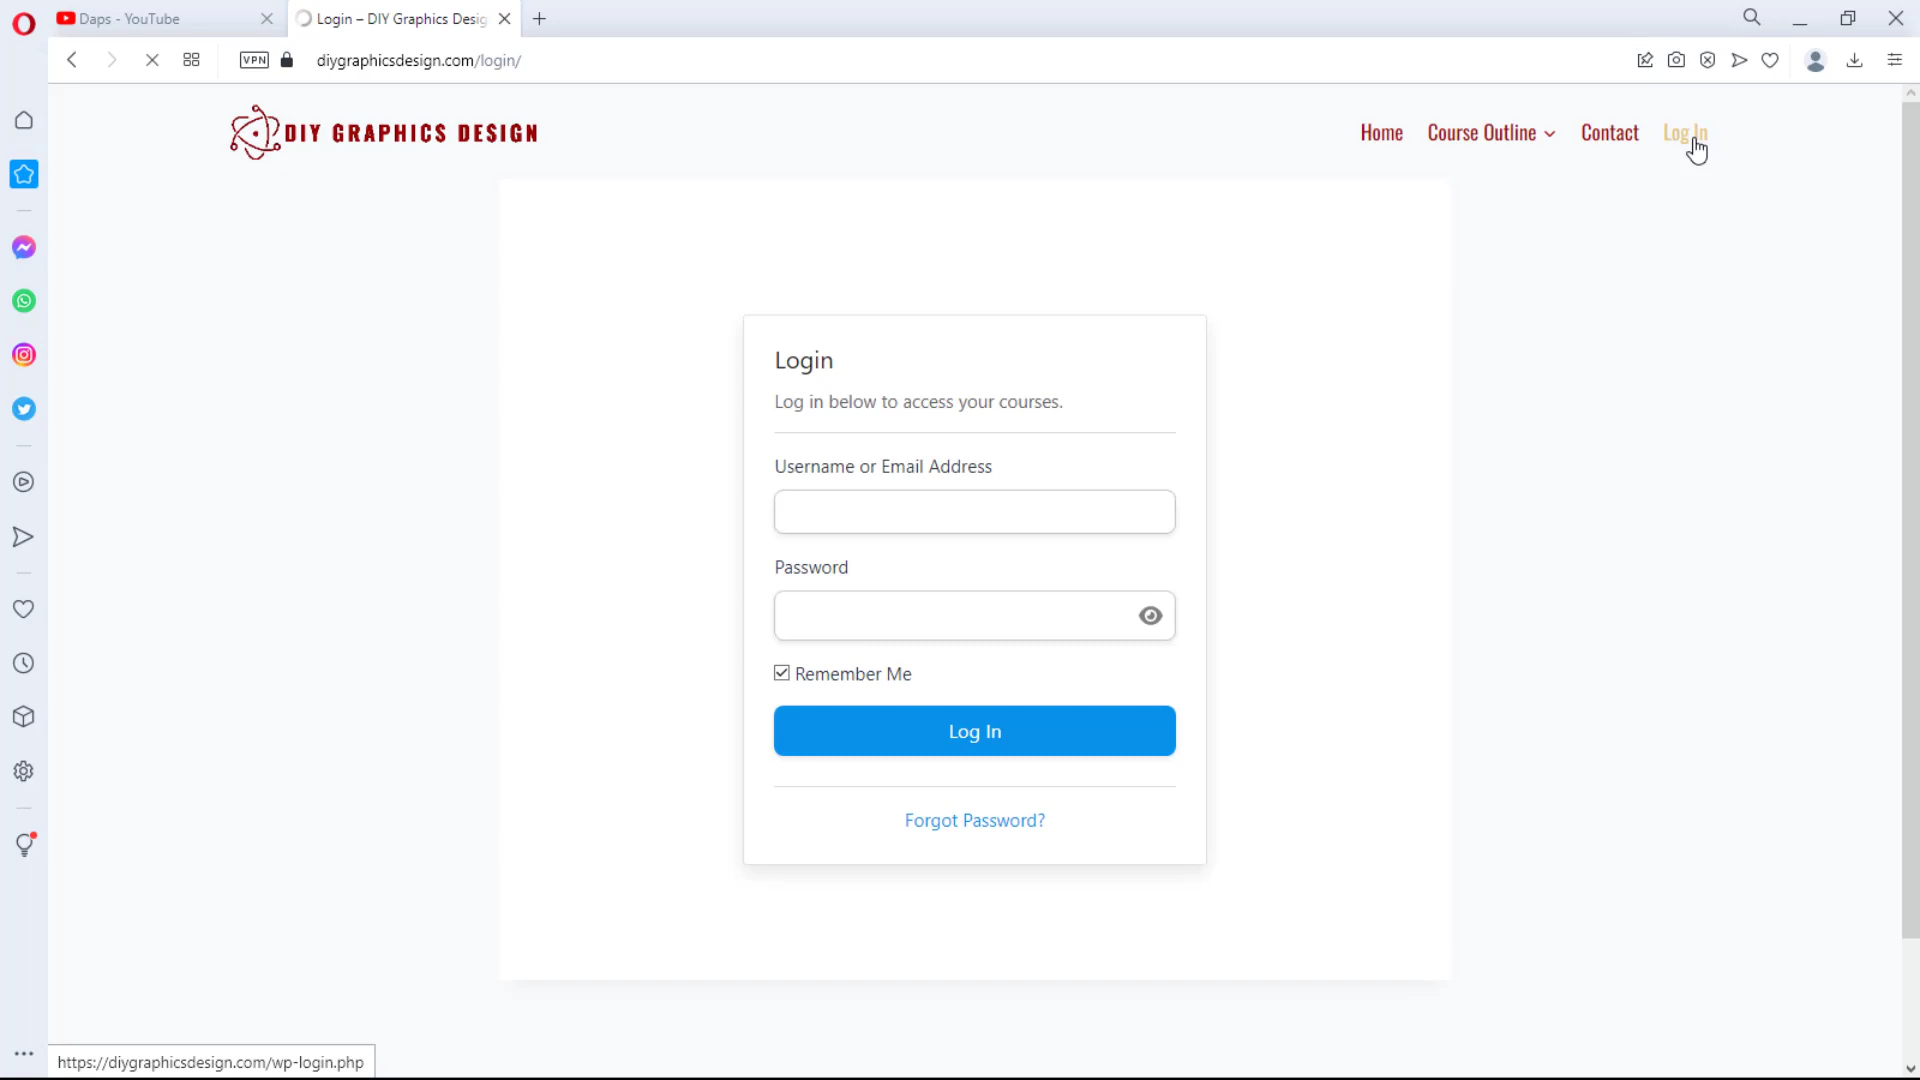 Daps - YouTube
Login – DIY Graphics Desig
VPN
diygraphicsdesign.com/login/
DIY GRAPHICS DESIGN
Home
Course Outline
Contact
Log In
Login
Log in below to access your courses.
Username or Email Address
Password
Remember Me
Log In
Forgot Password?
https://diygraphicsdesign.com/wp-login.php